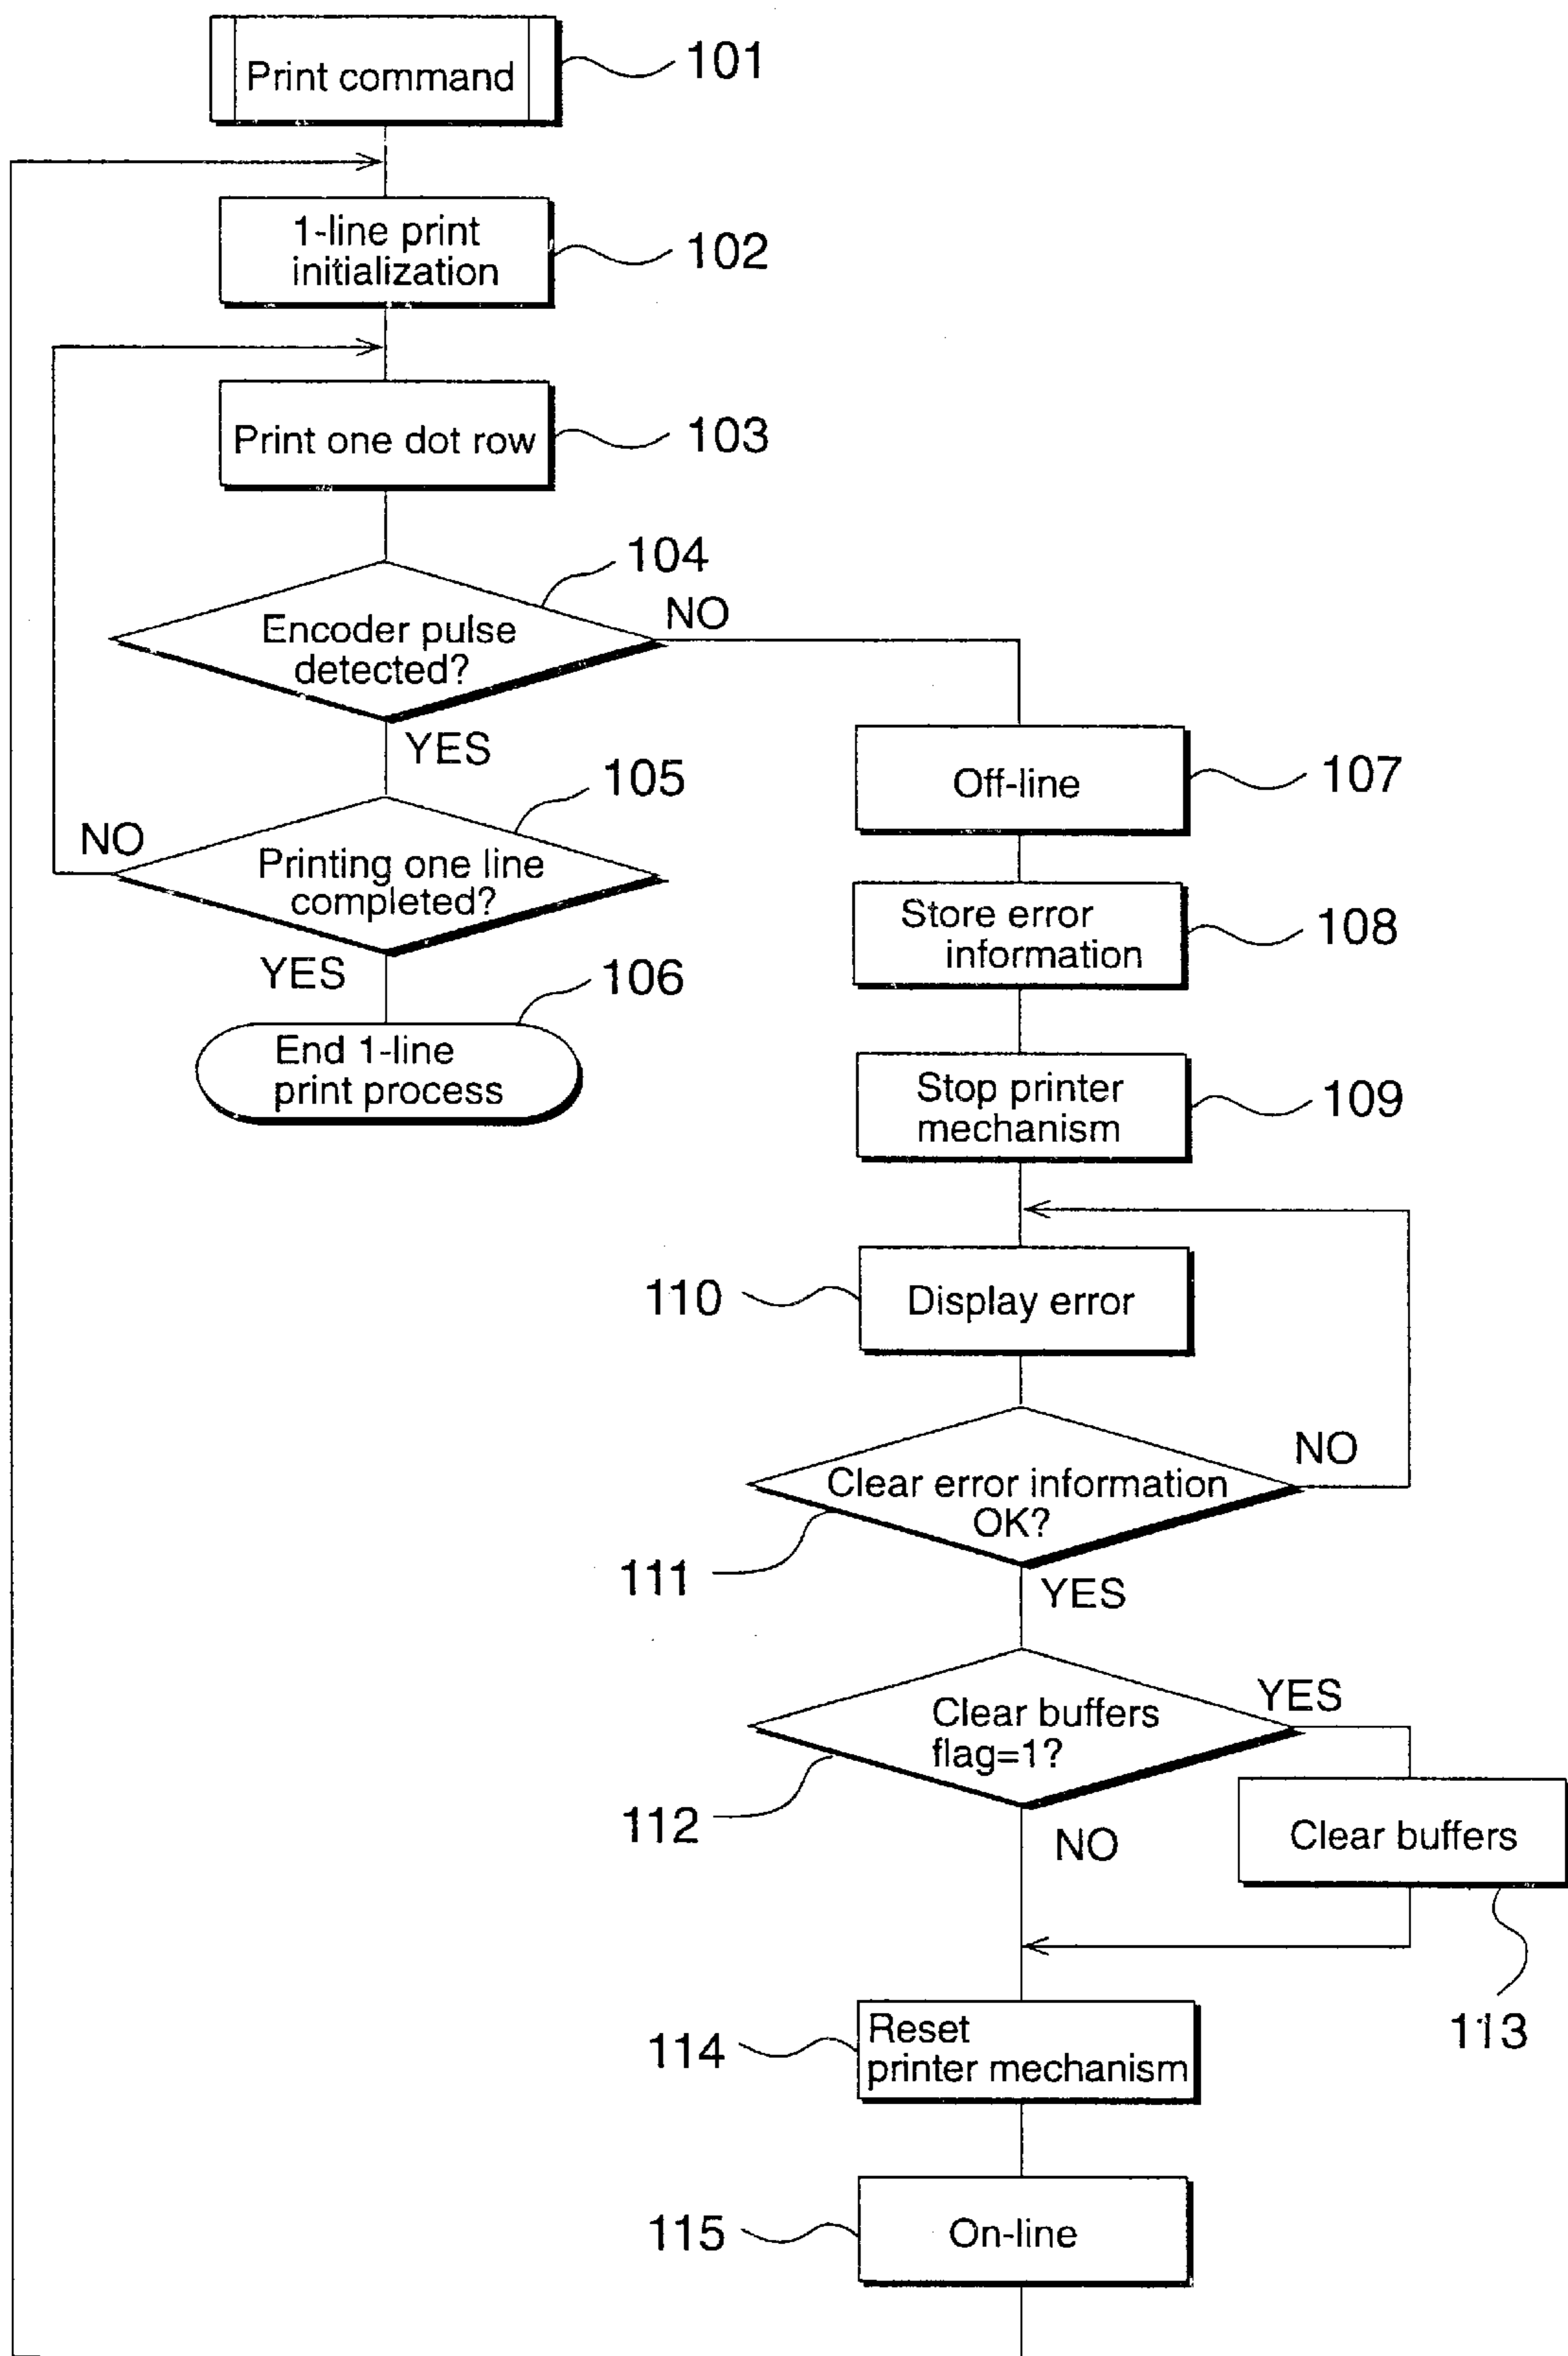 Print command
101
1-line print
initialization
102
Print one dot row
103
104
Encoder pulse
detected?
NO
YES
105
NO
Printing one line
completed?
YES
106
End 1-line
print process
Off-line
107
Store error
information
108
Stop printer
mechanism
109
110
Display error
Clear error information
OK?
NO
111
YES
Clear buffers
flag=1?
YES
112
NO
Clear buffers
113
Reset
printer mechanism
114
115
On-line